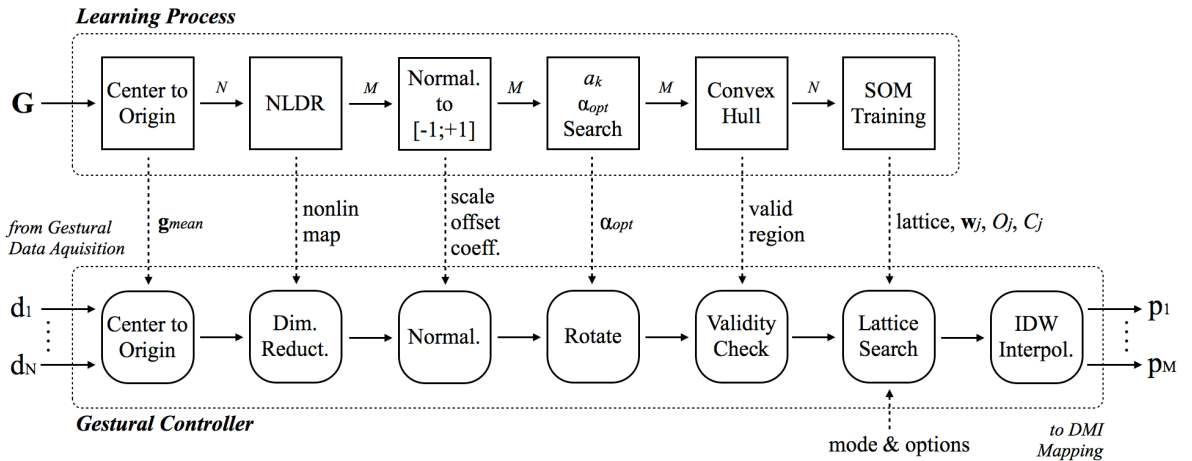 Learning Process
G
Center to
Origin
N
NLDR
M
Normal.
to
[-1;+1]
M
aₖ
αopt
Search
M
Convex
Hull
N
SOM
Training
from Gestural
Data Aquisition
gmean
nonlin
map
scale
offset
coeff.
αopt
valid
region
lattice, wj, Oj, Cj
d1
dN
Center to
Origin
Dim.
Reduct.
Normal.
Rotate
Validity
Check
Lattice
Search
IDW
Interpol.
p1
pM
Gestural Controller
mode & options
to DMI
Mapping